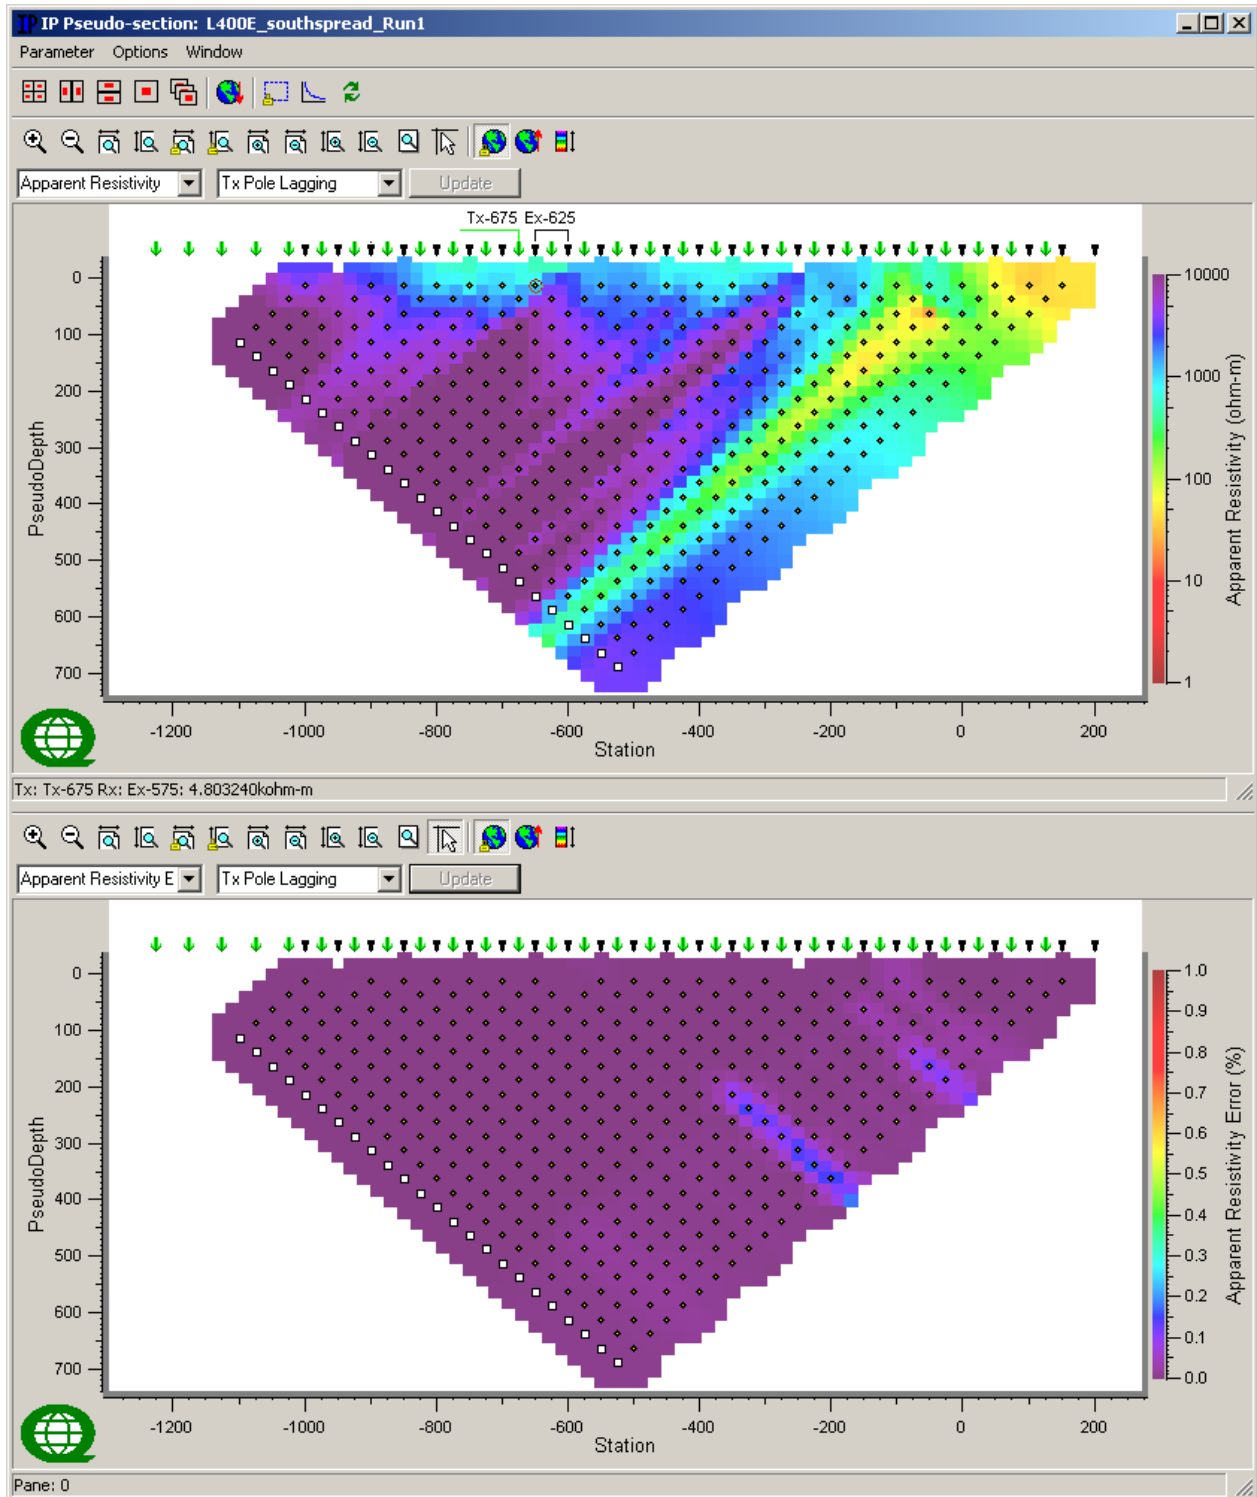 IP Pseudo-section: L400E_southspread_Run1
Parameter Options Window
Apparent Resistivity Tx Pole Lagging Update
Tx-675 Ex-625
0
100
200
300
400
500
600
700
PseudoDepth
10000
1000
100
10
1
Apparent Resistivity (ohm-m)
-1200 -1000 -800 -600 -400 -200 0 200
Station
Tx: Tx-675 Rx: Ex-575: 4.803240kohm-m
Apparent Resistivity E Tx Pole Lagging Update
0
100
200
300
400
500
600
700
PseudoDepth
1.0
0.9
0.8
0.7
0.6
0.5
0.4
0.3
0.2
0.1
0.0
Apparent Resistivity Error (%)
-1200 -1000 -800 -600 -400 -200 0 200
Station
Pane: 0